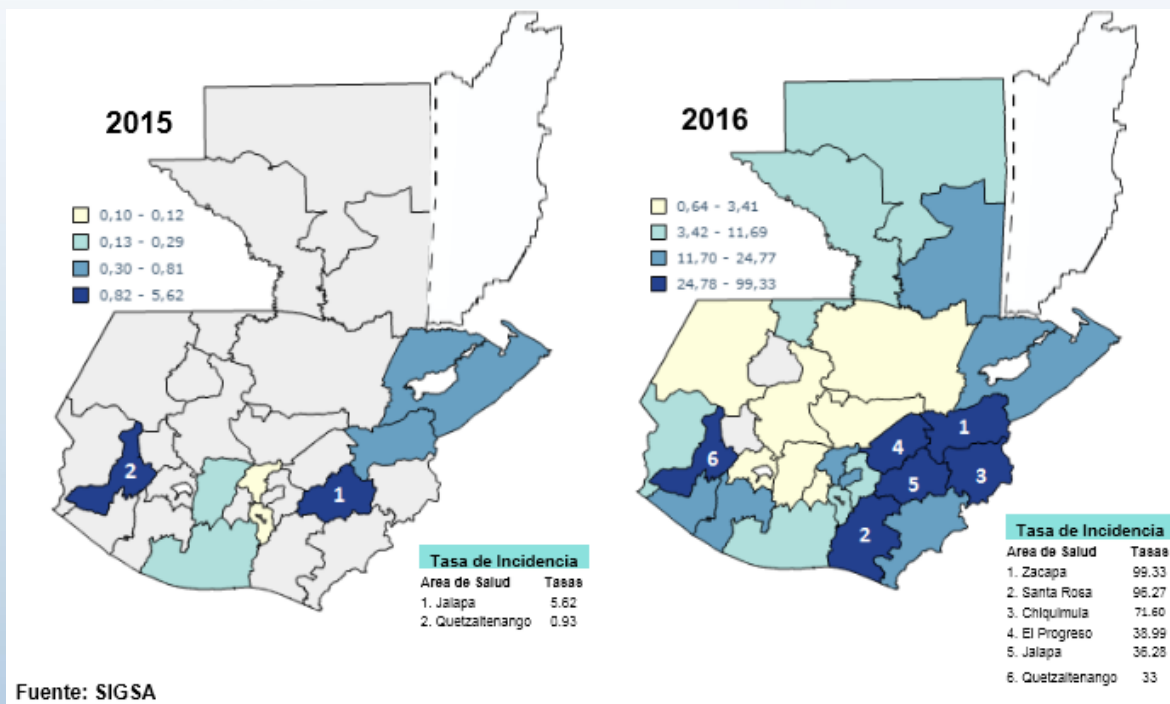 2015
0,10 - 0,12
0,13 - 0,29
0,30 - 0,81
0,82 - 5,62
2
1
Tasa de Incidencia
Area de Salud Tasas
1. Jalapa 5.62
2. Quetzaltenango 0.93
2016
0,64 - 3,41
3,42 - 11,69
11,70 - 24,77
24,78 - 99,33
1
4
6
3
5
2
Tasa de Incidencia
Area de Salud Tasas
1. Zacapa 99.33
2. Santa Rosa 96.27
3. Chiquimula 71.60
4. El Progreso 38.99
5. Jalapa 36.28
6. Quetzaltenango 33
Fuente: SIGSA